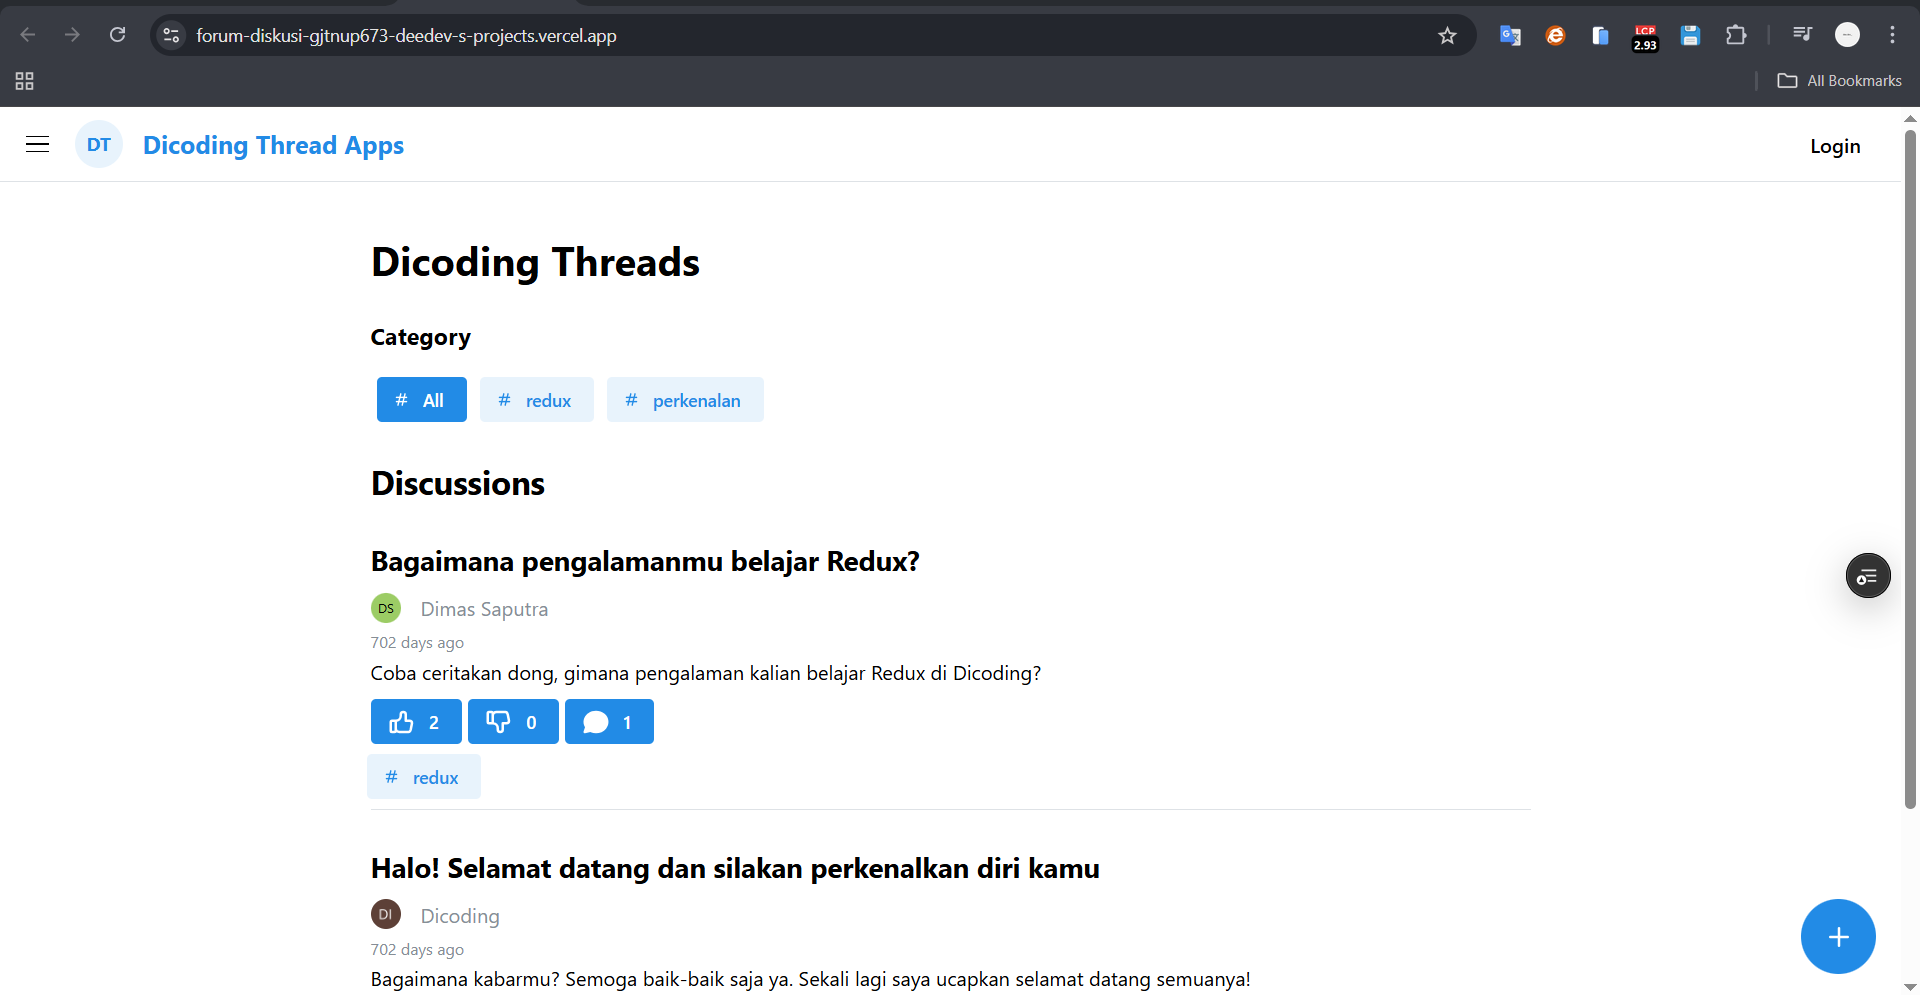 forum-diskusi-gjtnup673-deedev-s-projects.vercel.app
LCP
2.93
All Bookmarks
DT Dicoding Thread Apps
Login
Dicoding Threads
Category
# All # redux # perkenalan
Discussions
Bagaimana pengalamanmu belajar Redux?
DS Dimas Saputra
702 days ago
Coba ceritakan dong, gimana pengalaman kalian belajar Redux di Dicoding?
2 0 1
# redux
Halo! Selamat datang dan silakan perkenalkan diri kamu
DI Dicoding
702 days ago
Bagaimana kabarmu? Semoga baik-baik saja ya. Sekali lagi saya ucapkan selamat datang semuanya!